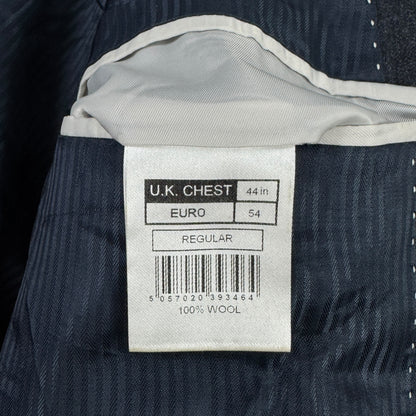 U.K. CHEST 44 in
EURO 54
REGULAR
5 057020 393464
100% WOOL